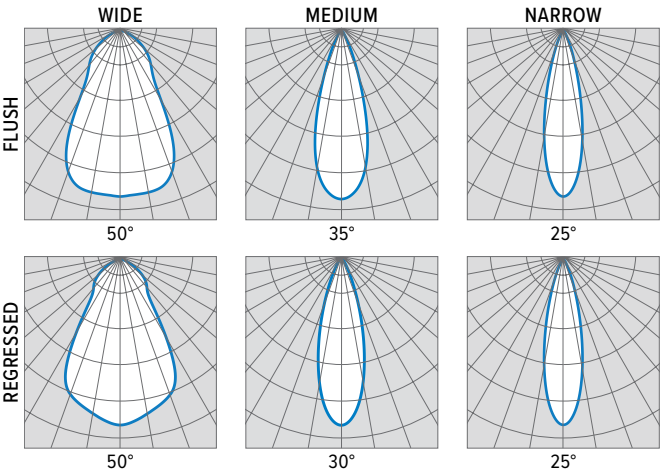 WIDE MEDIUM NARROW
FLUSH
50° 35° 25°
REGRESSED
50° 30° 25°